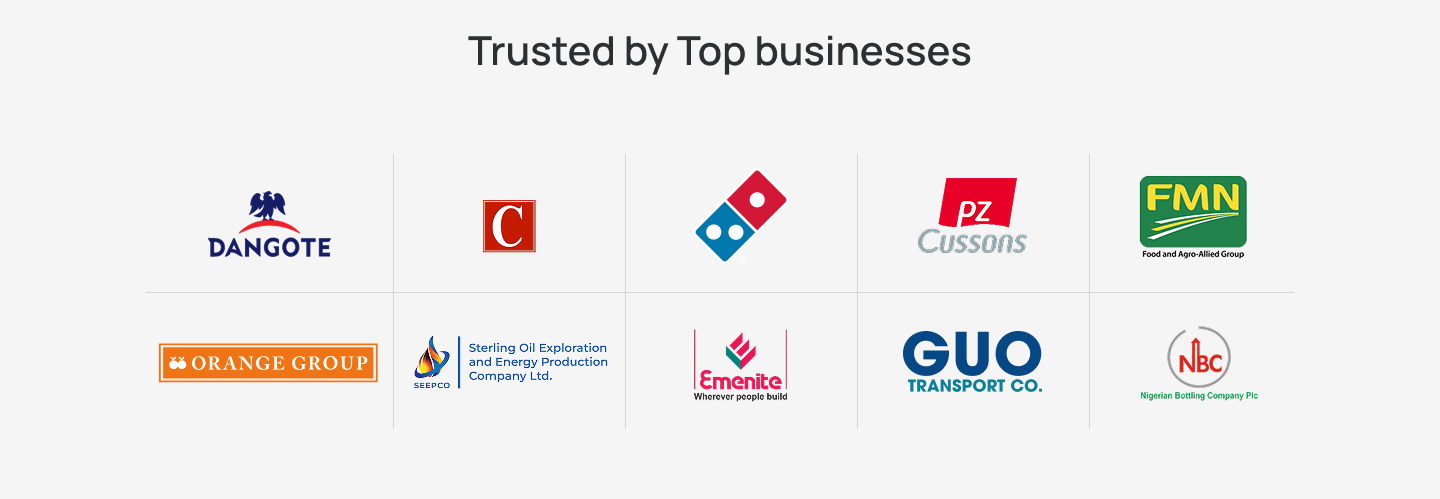 Trusted by Top businesses
DANGOTE
C
PZ
Cussons
FMN
Food and Agro-Allied Group
ORANGE GROUP
SEEPCO
Sterling Oil Exploration
and Energy Production
Company Ltd.
Emenite
Wherever people build
GUO
TRANSPORT CO.
NBC
Nigerian Bottling Company Plc